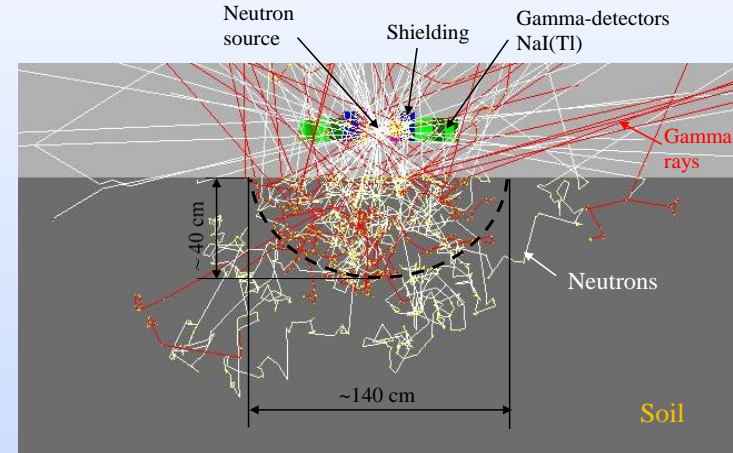 Neutron
source
Shielding
Gamma-detectors
NaI(Tl)
Gamma
rays
~ 40 cm
Neutrons
~140 cm
Soil